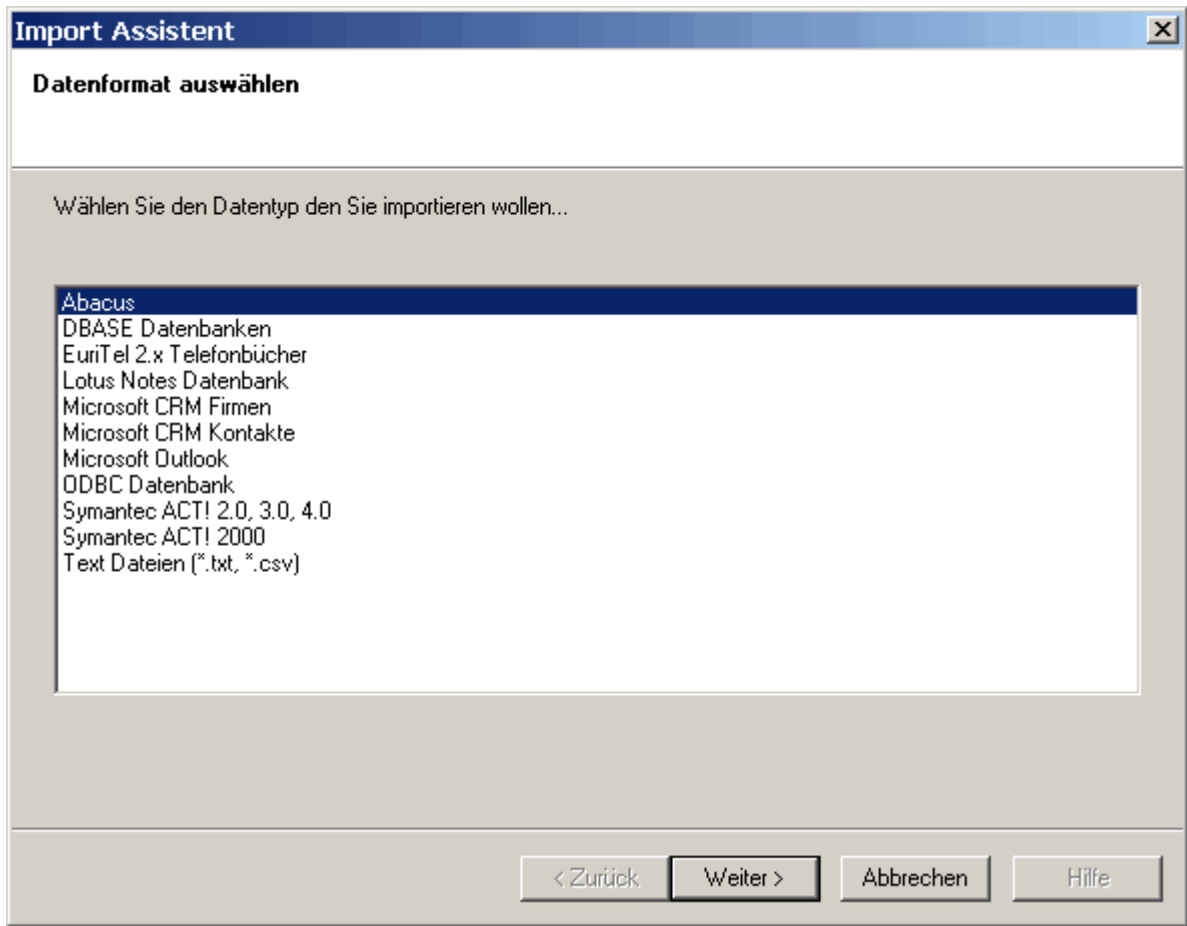 Import Assistent
Datenformat auswählen
Wählen Sie den Datentyp den Sie importieren wollen...
Abacus
DBASE Datenbanken
EuriTel 2.x Telefonbücher
Lotus Notes Datenbank
Microsoft CRM Firmen
Microsoft CRM Kontakte
Microsoft Outlook
ODBC Datenbank
Symantec ACT! 2.0, 3.0, 4.0
Symantec ACT! 2000
Text Dateien (*.txt, *.csv)
< Zurück Weiter > Abbrechen Hilfe